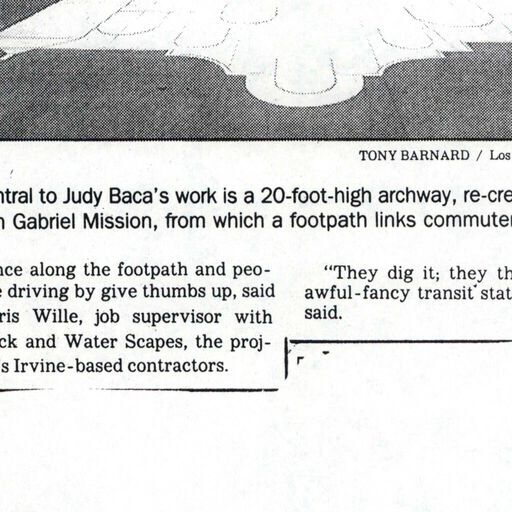 TONY BARNARD / Los
ntral to Judy Baca's work is a 20-foot-high archway, re-cre
n Gabriel Mission, from which a footpath links commuter
nce along the footpath and peo-
e driving by give thumbs up, said
ris Wille, job supervisor with
ck and Water Scapes, the proj-
s Irvine-based contractors.
"They dig it; they th
awful-fancy transit stat
said.